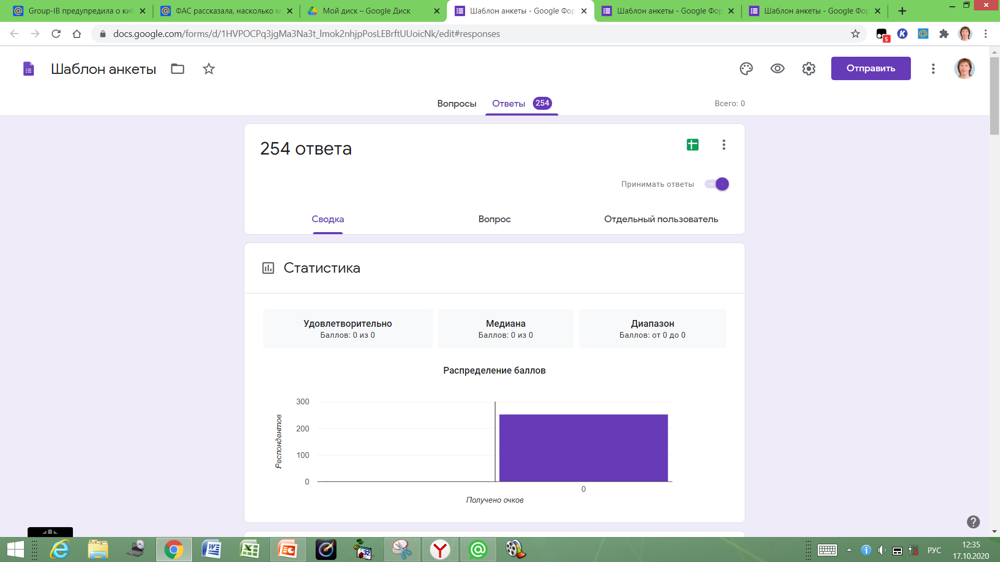 Group-IB предупредила о киб
ФАС рассказала, насколько м
Мой диск – Google Диск
Шаблон анкеты - Google Фор
Шаблон анкеты - Google Фор
Шаблон анкеты - Google Фор
docs.google.com/forms/d/1HVPOCPq3jgMa3Na3t_lmok2nhjpPosLEBrftUUoicNk/edit#responses
5
K
Шаблон анкеты
Отправить
Вопросы
Ответы 254
Всего: 0
254 ответа
Принимать ответы
Сводка
Вопрос
Отдельный пользователь
Статистика
Удовлетворительно
Баллов: 0 из 0
Медиана
Баллов: 0 из 0
Диапазон
Баллов: от 0 до 0
Распределение баллов
Респондентов
300
200
100
0
0
Получено очков
32
РУС
12:35
17.10.2020